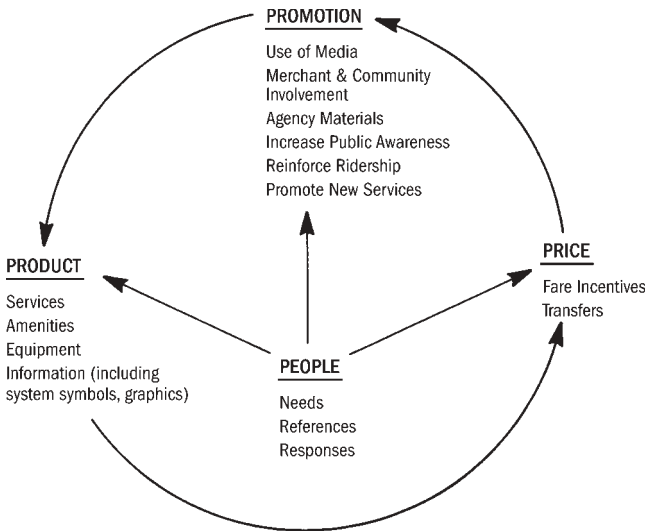 PROMOTION
Use of Media
Merchant & Community
Involvement
Agency Materials
Increase Public Awareness
Reinforce Ridership
Promote New Services
PRODUCT
Services
Amenities
Equipment
Information (including
system symbols, graphics)
PRICE
Fare Incentives
Transfers
PEOPLE
Needs
References
Responses